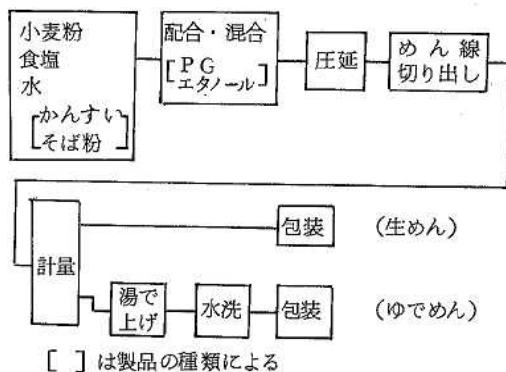 小麦粉
食塩
水
[かんすい
そば粉]
配合・混合
[ＰＧ
エタノール]
圧延
めん線
切り出し
計量
包装
(生めん)
湯で
上げ
水洗
包装
(ゆでめん)
[ ]は製品の種類による